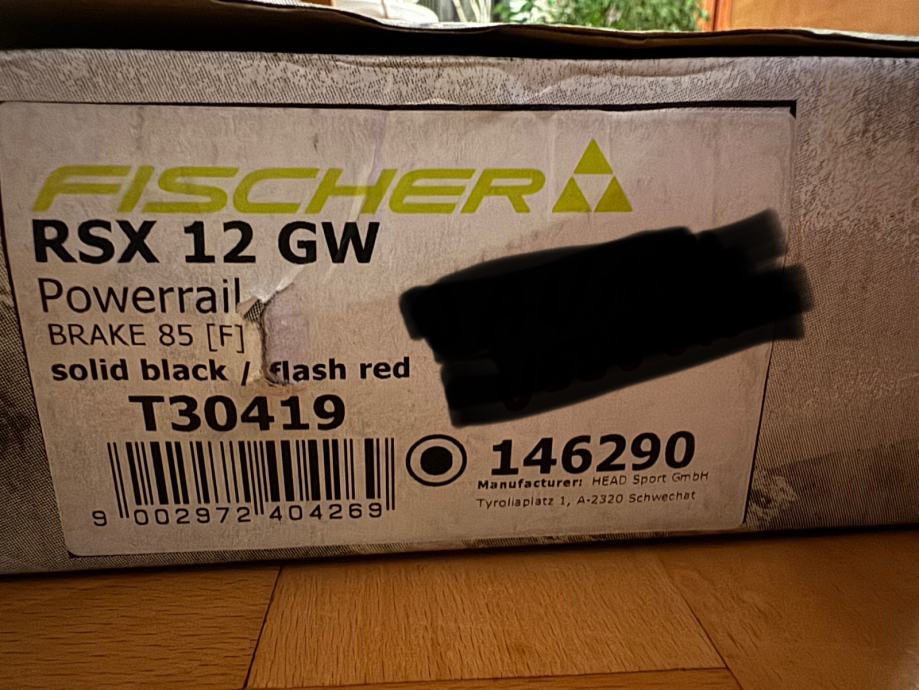 FISCHER
RSX 12 GW
Powerrail
BRAKE 85 [F]
solid black / flash red
T30419
9 002972 404269
146290
Manufacturer: HEAD Sport GmbH
Tyroliaplatz 1, A-2320 Schwechat